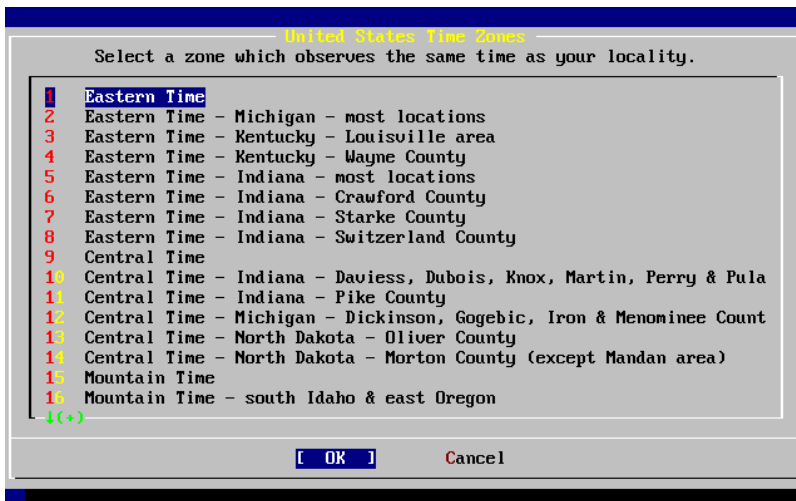 United States Time Zones
Select a zone which observes the same time as your locality.
1 Eastern Time
2 Eastern Time - Michigan - most locations
3 Eastern Time - Kentucky - Louisville area
4 Eastern Time - Kentucky - Wayne County
5 Eastern Time - Indiana - most locations
6 Eastern Time - Indiana - Crawford County
7 Eastern Time - Indiana - Starke County
8 Eastern Time - Indiana - Switzerland County
9 Central Time
10 Central Time - Indiana - Daviess, Dubois, Knox, Martin, Perry & Pula
11 Central Time - Indiana - Pike County
12 Central Time - Michigan - Dickinson, Gogebic, Iron & Menominee Count
13 Central Time - North Dakota - Oliver County
14 Central Time - North Dakota - Morton County (except Mandan area)
15 Mountain Time
16 Mountain Time - south Idaho & east Oregon
↓(+)
[ OK ] Cancel